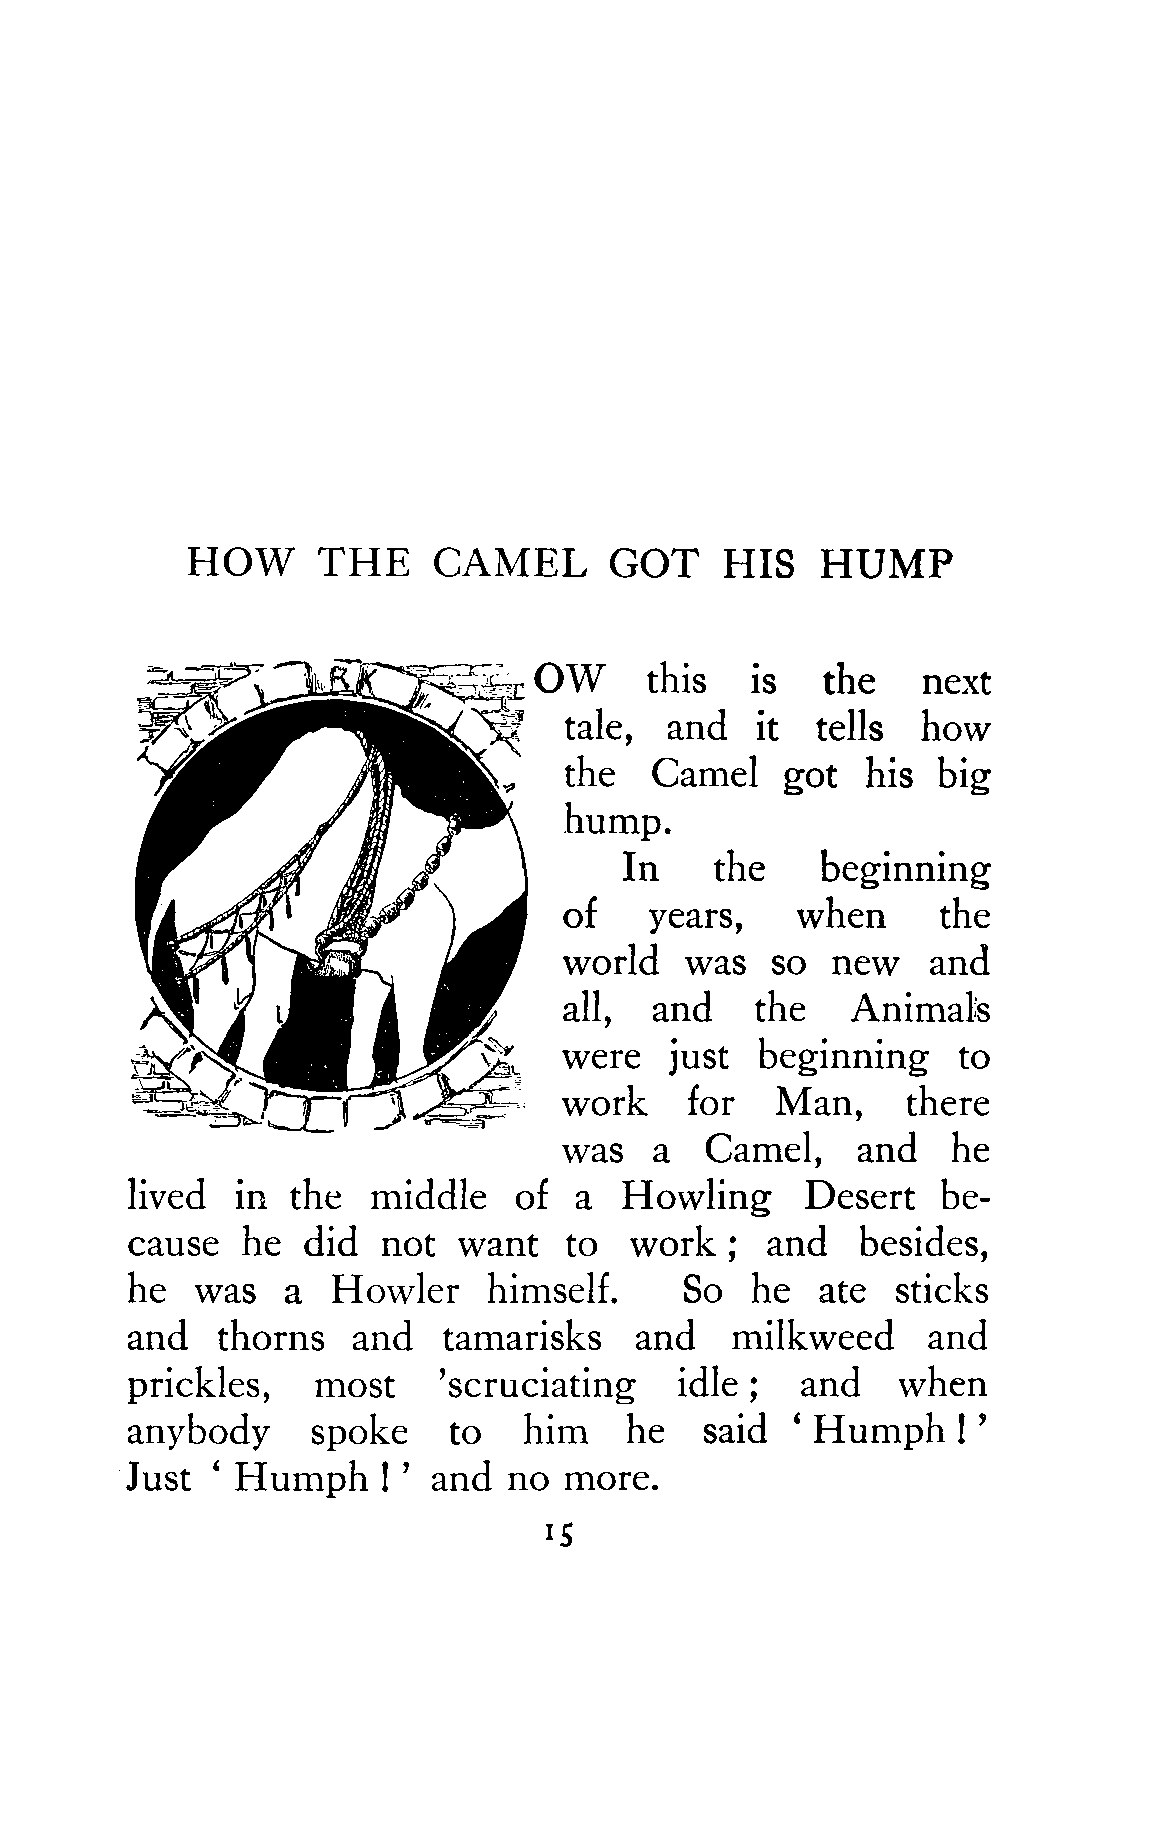 HOW THE CAMEL GOT HIS HUMP
RK
OW this is the next
tale, and it tells how
the Camel got his big
hump.
In the beginning
of years, when the
world was so new and
all, and the Animals
were just beginning to
work for Man, there
was a Camel, and he
lived in the middle of a Howling Desert be-
cause he did not want to work ; and besides,
he was a Howler himself. So he ate sticks
and thorns and tamarisks and milkweed and
prickles, most 'scruciating idle ; and when
anybody spoke to him he said ‘ Humph ! ’
Just ‘ Humph ! ’ and no more.
15